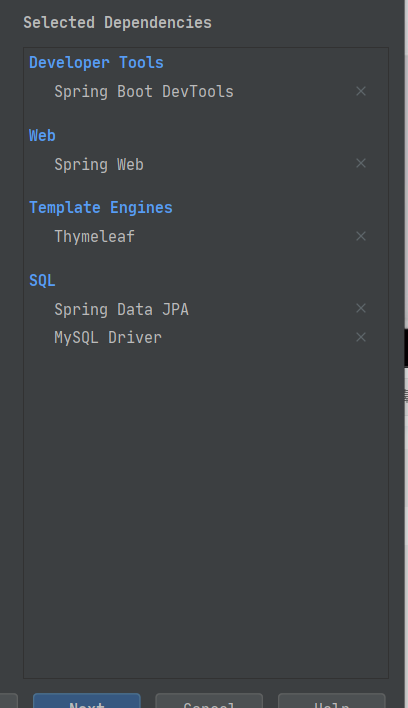 Selected Dependencies
Developer Tools
Spring Boot DevTools
Web
Spring Web
Template Engines
Thymeleaf
SQL
Spring Data JPA
MySQL Driver
Next
Cancel
Help